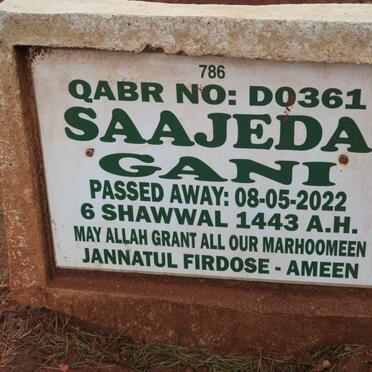 786
QABR NO: D0361
SAAJEDA
GANI
PASSED AWAY: 08-05-2022
6 SHAWWAL 1443 A.H.
MAY ALLAH GRANT ALL OUR MARHOOMEEN
JANNATUL FIRDOSE - AMEEN